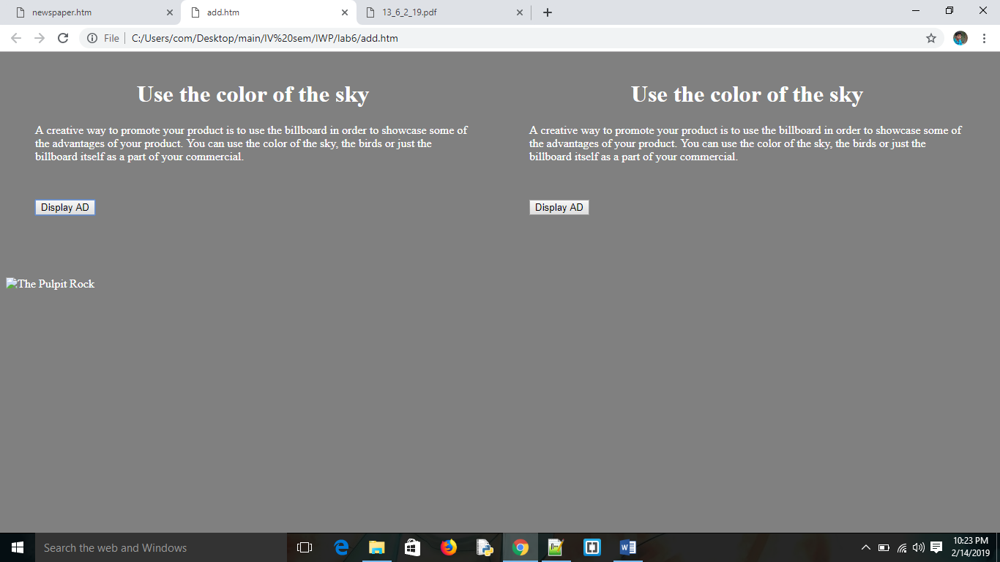 newspaper.htm
add.htm
13_6_2_19.pdf
File
C:/Users/com/Desktop/main/IV%20sem/IWP/lab6/add.htm
Use the color of the sky
A creative way to promote your product is to use the billboard in order to showcase some of
the advantages of your product. You can use the color of the sky, the birds or just the
billboard itself as a part of your commercial.
Display AD
Use the color of the sky
A creative way to promote your product is to use the billboard in order to showcase some of
the advantages of your product. You can use the color of the sky, the birds or just the
billboard itself as a part of your commercial.
Display AD
The Pulpit Rock
Search the web and Windows
10:23 PM
2/14/2019